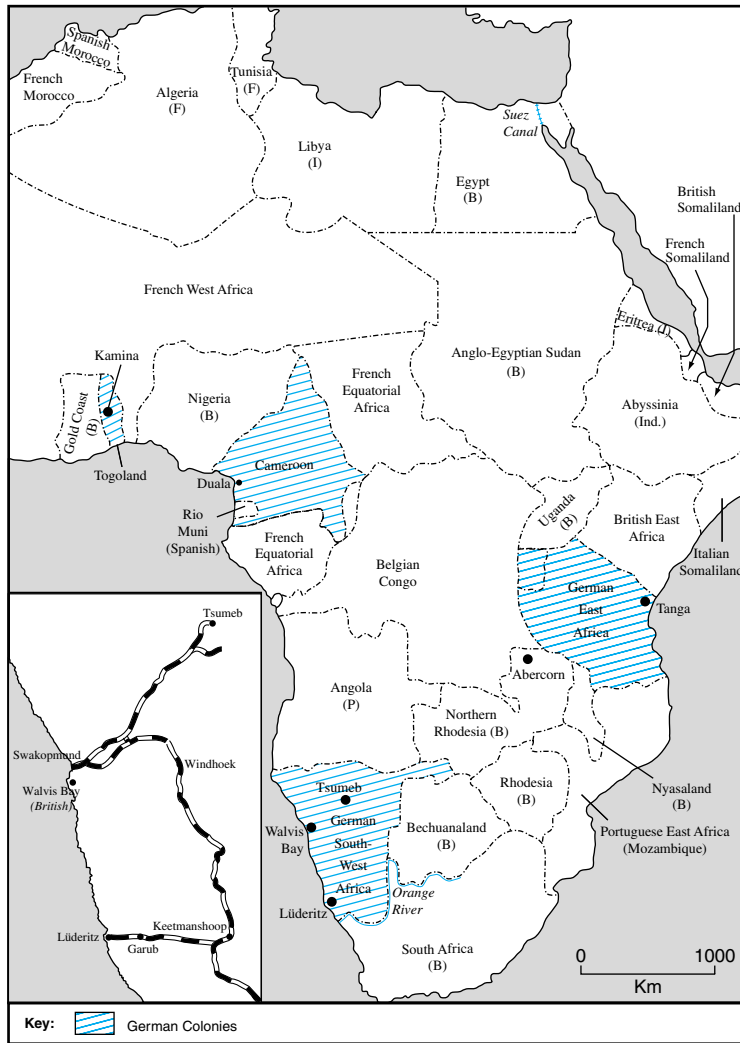 Spanish
Morocco
French
Morocco
Algeria
(F)
Tunisia
(F)
Libya
(I)
Suez
Canal
Egypt
(B)
British
Somaliland
French
Somaliland
French West Africa
Eritrea (I)
Anglo-Egyptian Sudan
(B)
Kamina
Gold Coast
(B)
Togoland
Nigeria
(B)
French
Equatorial
Africa
Abyssinia
(Ind.)
Cameroon
Duala
Rio
Muni
(Spanish)
French
Equatorial
Africa
Uganda
(B)
British East
Africa
Italian
Somaliland
Belgian
Congo
German
East
Africa
Tanga
Abercorn
Angola
(P)
Northern
Rhodesia (B)
Nyasaland
(B)
Rhodesia
(B)
Portuguese East Africa
(Mozambique)
Tsumeb
German
South-
West
Africa
Walvis
Bay
Bechuanaland
(B)
Lüderitz
Orange
River
South Africa
(B)
0 1000
Km
Tsumeb
Swakopmund
Windhoek
Walvis Bay
(British)
Keetmanshoop
Lüderitz
Garub
Key: German Colonies